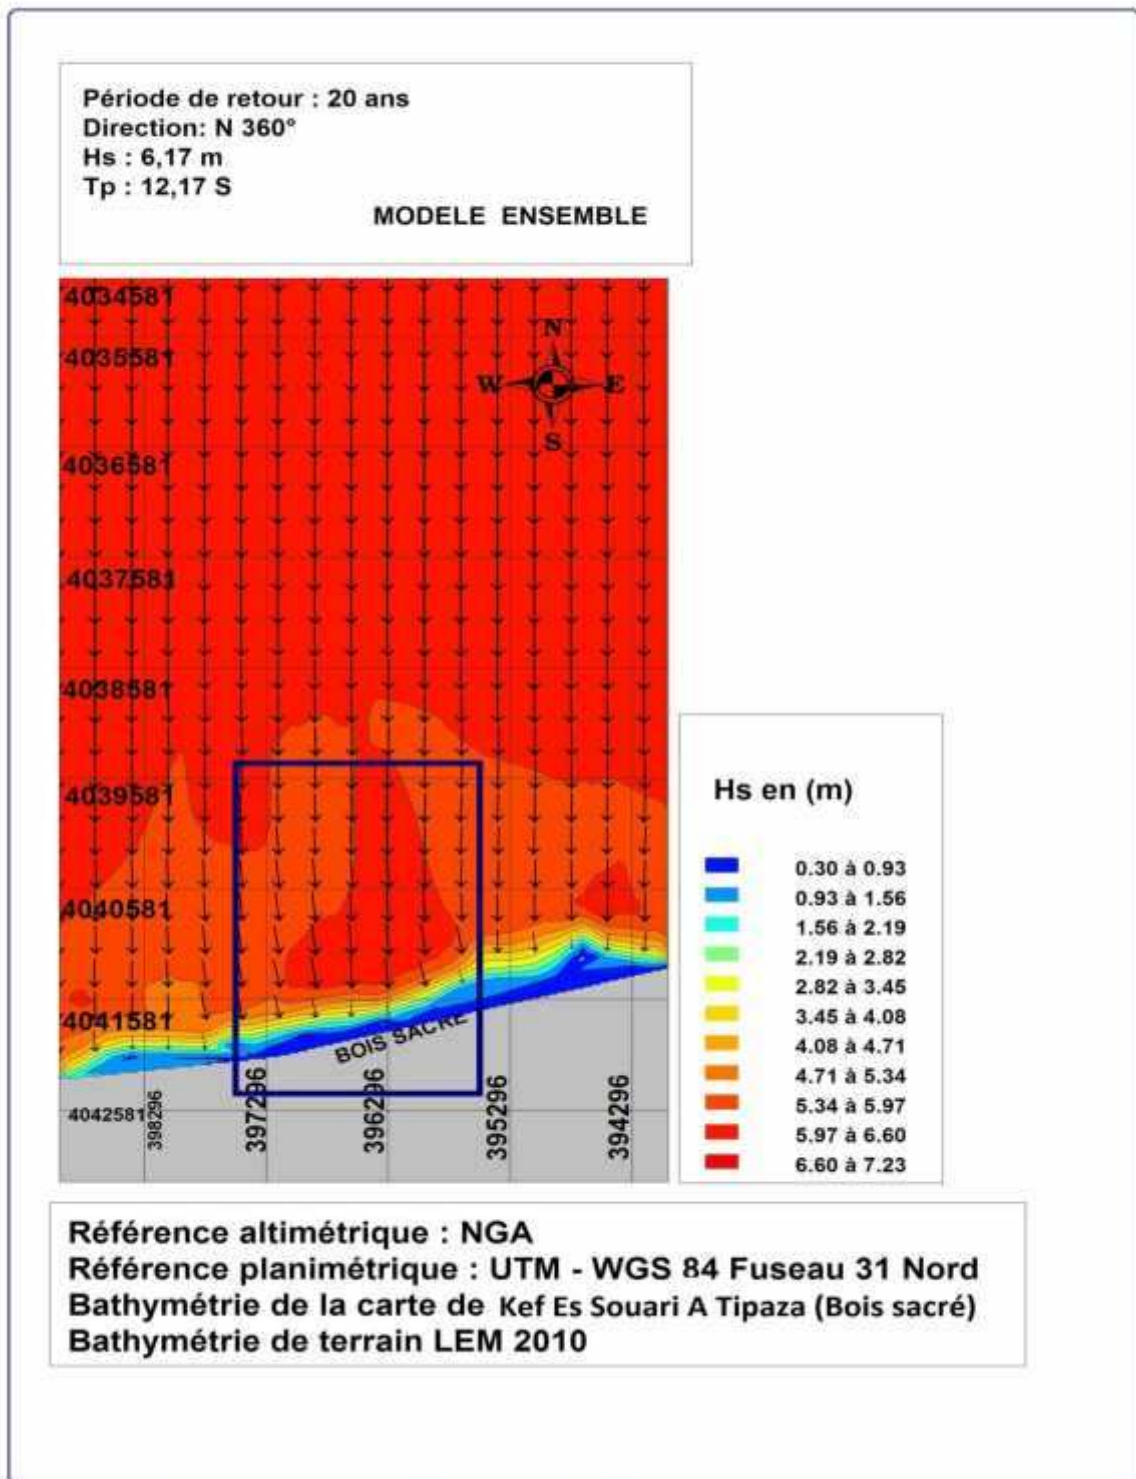 Période de retour : 20 ans
Direction: N 360°
Hs : 6,17 m
Tp : 12,17 S
MODELE ENSEMBLE
4034581
N
4035581
W E
S
4036581
4037581
4038581
4039581
4040581
4041581
BOIS SACRE
4042581
398296
397296
396296
395296
394296
Hs en (m)
0.30 à 0.93
0.93 à 1.56
1.56 à 2.19
2.19 à 2.82
2.82 à 3.45
3.45 à 4.08
4.08 à 4.71
4.71 à 5.34
5.34 à 5.97
5.97 à 6.60
6.60 à 7.23
Référence altimétrique : NGA
Référence planimétrique : UTM - WGS 84 Fuseau 31 Nord
Bathymétrie de la carte de Kef Es Souari A Tipaza (Bois sacré)
Bathymétrie de terrain LEM 2010